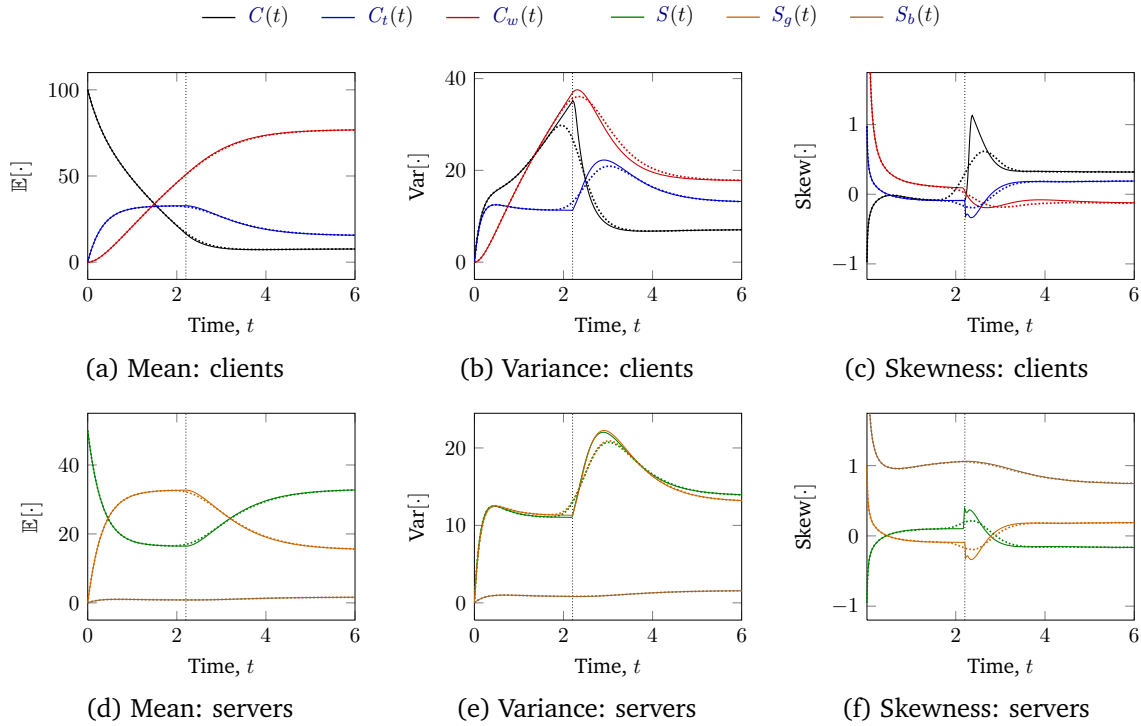 C(t) C_t(t) C_w(t) S(t) S_g(t) S_b(t)
100
50
0
𝔼[·]
0 2 4 6
Time, t
(a) Mean: clients
40
20
0
Var[·]
0 2 4 6
Time, t
(b) Variance: clients
1
0
−1
Skew[·]
2 4 6
Time, t
(c) Skewness: clients
40
20
0
𝔼[·]
0 2 4 6
Time, t
(d) Mean: servers
20
10
0
Var[·]
0 2 4 6
Time, t
(e) Variance: servers
1
0
−1
Skew[·]
2 4 6
Time, t
(f) Skewness: servers